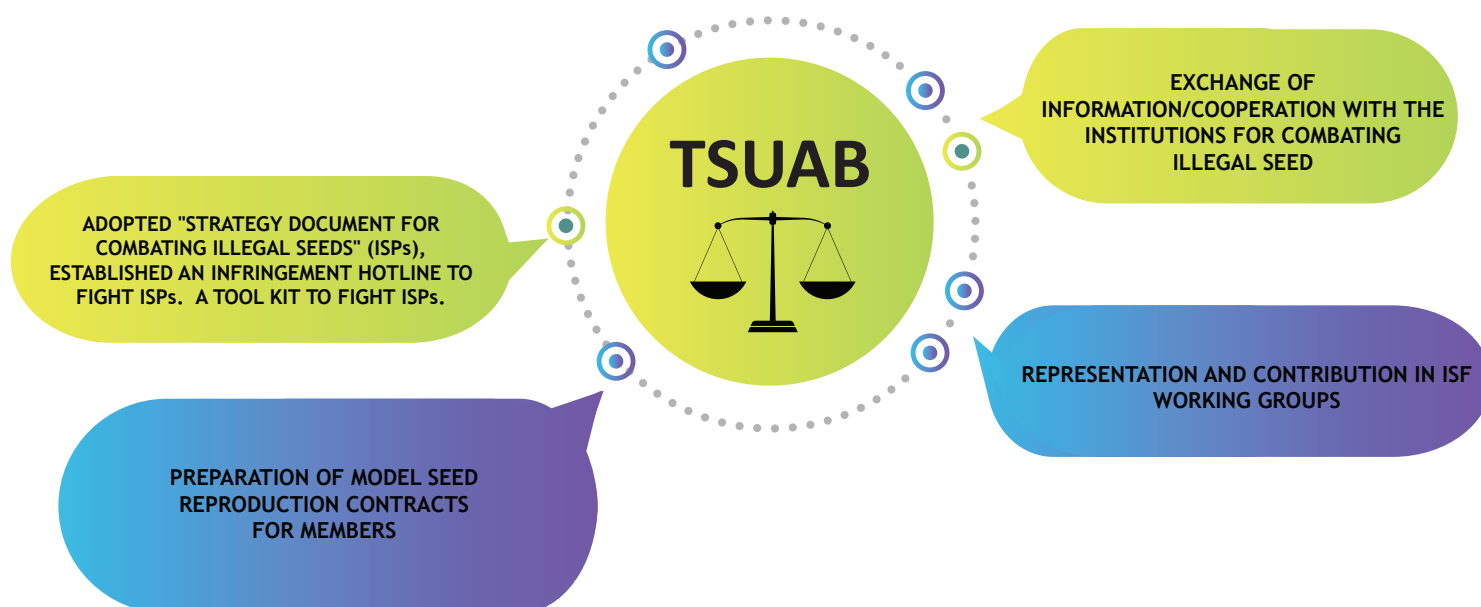 TSUAB
EXCHANGE OF
INFORMATION/COOPERATION WITH THE
INSTITUTIONS FOR COMBATING
ILLEGAL SEED
ADOPTED "STRATEGY DOCUMENT FOR
COMBATING ILLEGAL SEEDS" (ISPs),
ESTABLISHED AN INFRINGEMENT HOTLINE TO
FIGHT ISPs. A TOOL KIT TO FIGHT ISPs.
REPRESENTATION AND CONTRIBUTION IN ISF
WORKING GROUPS
PREPARATION OF MODEL SEED
REPRODUCTION CONTRACTS
FOR MEMBERS